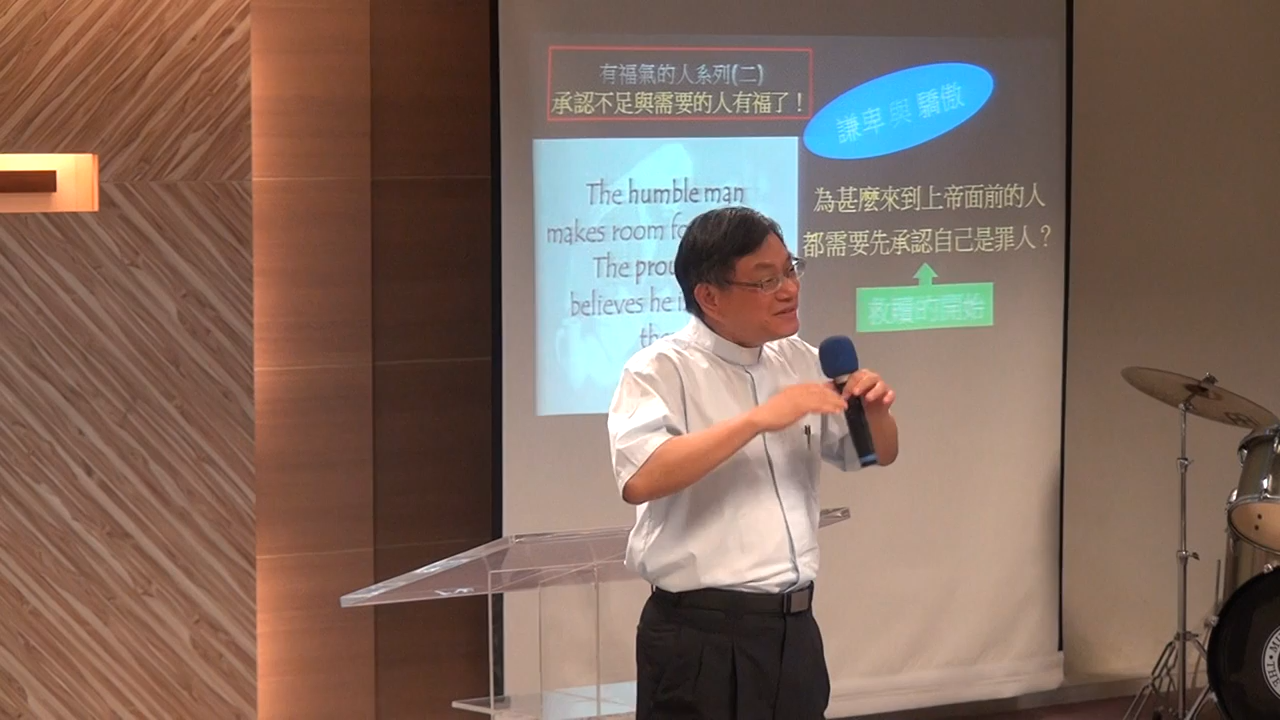 有福氣的人系列(二)
承認不足與需要的人有福了！
謙卑與驕傲
The humble man
makes room
The
believes he
為甚麼來到上帝面前的人
都需要先承認自己是罪人？
救贖的開始